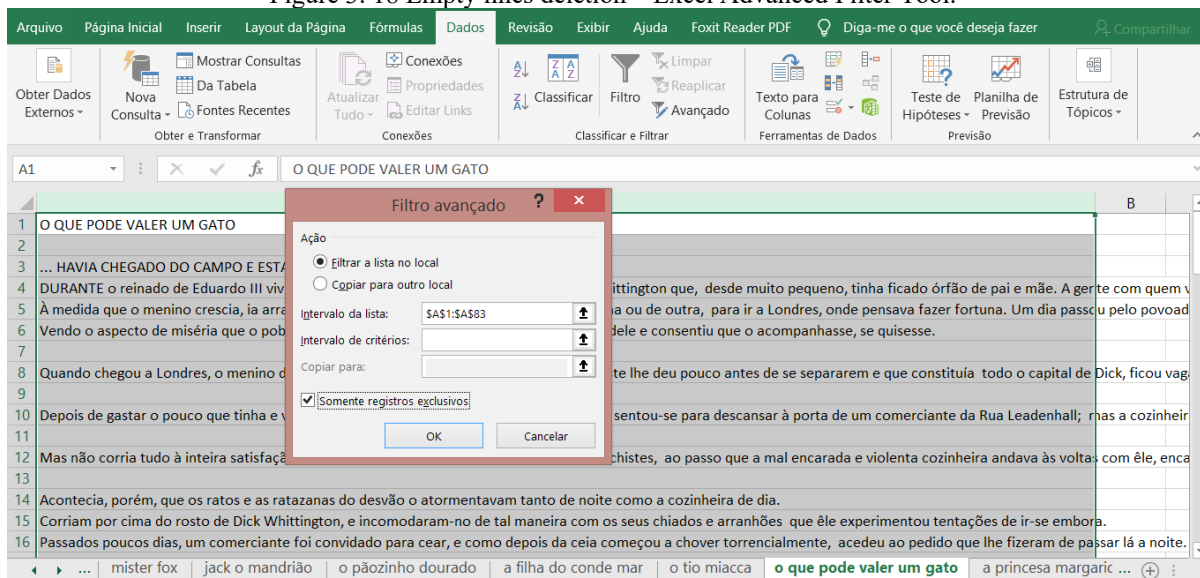 Figure 3. 16 Empty lines deletion – Excel Advanced Filter Tool.
Arquivo Página Inicial Inserir Layout da Página Fórmulas Dados Revisão Exibir Ajuda Foxit Reader PDF Diga-me o que você deseja fazer Compartilhar
Obter Dados Externos
Nova Consulta
Mostrar Consultas
Da Tabela
Fontes Recentes
Obter e Transformar
Atualizar Tudo
Conexões
Propriedades
Editar Links
Conexões
Classificar
Filtro
Limpar
Reaplicar
Avançado
Classificar e Filtrar
Texto para Colunas
Ferramentas de Dados
Teste de Hipóteses
Planilha de Previsão
Previsão
Estrutura de Tópicos
A1 fx O QUE PODE VALER UM GATO
B
Filtro avançado ? ×
Ação
Filtrar a lista no local
Copiar para outro local
Intervalo da lista: $A$1:$A$83
Intervalo de critérios:
Copiar para:
Somente registros exclusivos
OK Cancelar
1 O QUE PODE VALER UM GATO
2
3 ... HAVIA CHEGADO DO CAMPO E
4 DURANTE o reinado de Eduardo III ittington que, desde muito pequeno, tinha ficado órfão de pai e mãe. A gente com quem
5 À medida que o menino crescia, ia ou de outra, para ir a Londres, onde pensava fazer fortuna. Um dia passou pelo povoad
6 Vendo o aspecto de miséria que o dele e consentiu que o acompanhasse, se quisesse.
7
8 Quando chegou a Londres, o menino te lhe deu pouco antes de se separarem e que constituía todo o capital de Dick, ficou
9
10 Depois de gastar o pouco que tinha e sentou-se para descansar à porta de um comerciante da Rua Leadenhall; mas a cozinheir
11
12 Mas não corria tudo à inteira chistes, ao passo que a mal encarada e violenta cozinheira andava às voltas com êle, enca
13
14 Acontecia, porém, que os ratos e as ratazanas do desvão o atormentavam tanto de noite como a cozinheira de dia.
15 Corriam por cima do rosto de Dick Whittington, e incomodaram-no de tal maneira com os seus chiados e arranhões que êle experimentou tentações de ir-se embora.
16 Passados poucos dias, um comerciante foi convidado para cear, e como depois da ceia começou a chover torrencialmente, acedeu ao pedido que lhe fizeram de passar lá a noite.
... mister fox jack o mandrião o pãozinho dourado a filha do conde mar o tio miacca o que pode valer um gato a princesa margaric ...